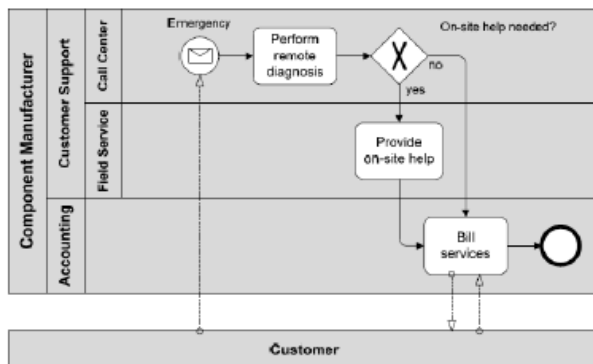 Component Manufacturer
Customer Support
Call Center
Field Service
Accounting
Emergency
Perform
remote
diagnosis
On-site help needed?
no
yes
Provide
on-site help
Bill
services
Customer